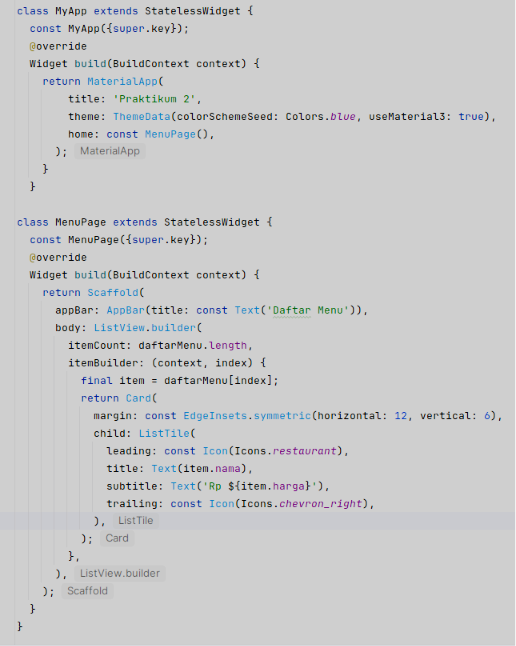 class MyApp extends StatelessWidget {
  const MyApp({super.key});
  @override
  Widget build(BuildContext context) {
    return MaterialApp(
        title: 'Praktikum 2',
        theme: ThemeData(colorSchemeSeed: Colors.blue, useMaterial3: true),
        home: const MenuPage(),
      ); MaterialApp
    }
  }

class MenuPage extends StatelessWidget {
  const MenuPage({super.key});
  @override
  Widget build(BuildContext context) {
    return Scaffold(
      appBar: AppBar(title: const Text('Daftar Menu')),
      body: ListView.builder(
        itemCount: daftarMenu.length,
        itemBuilder: (context, index) {
          final item = daftarMenu[index];
          return Card(
            margin: const EdgeInsets.symmetric(horizontal: 12, vertical: 6),
            child: ListTile(
              leading: const Icon(Icons.restaurant),
              title: Text(item.nama),
              subtitle: Text('Rp ${item.harga}'),
              trailing: const Icon(Icons.chevron_right),
            ), ListTile
          ); Card
        },
      ), ListView.builder
    ); Scaffold
  }
}